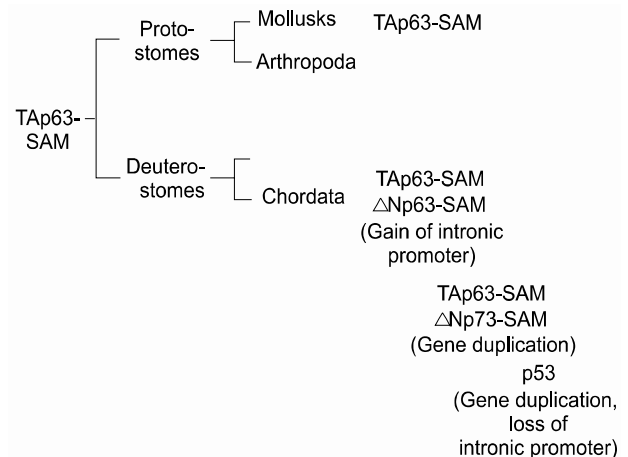 Proto-
stomes
Mollusks
TAp63-SAM
Arthropoda
TAp63-
SAM
Deutero-
stomes
Chordata
TAp63-SAM
△Np63-SAM
(Gain of intronic
promoter)
TAp63-SAM
△Np73-SAM
(Gene duplication)
p53
(Gene duplication,
loss of
intronic promoter)